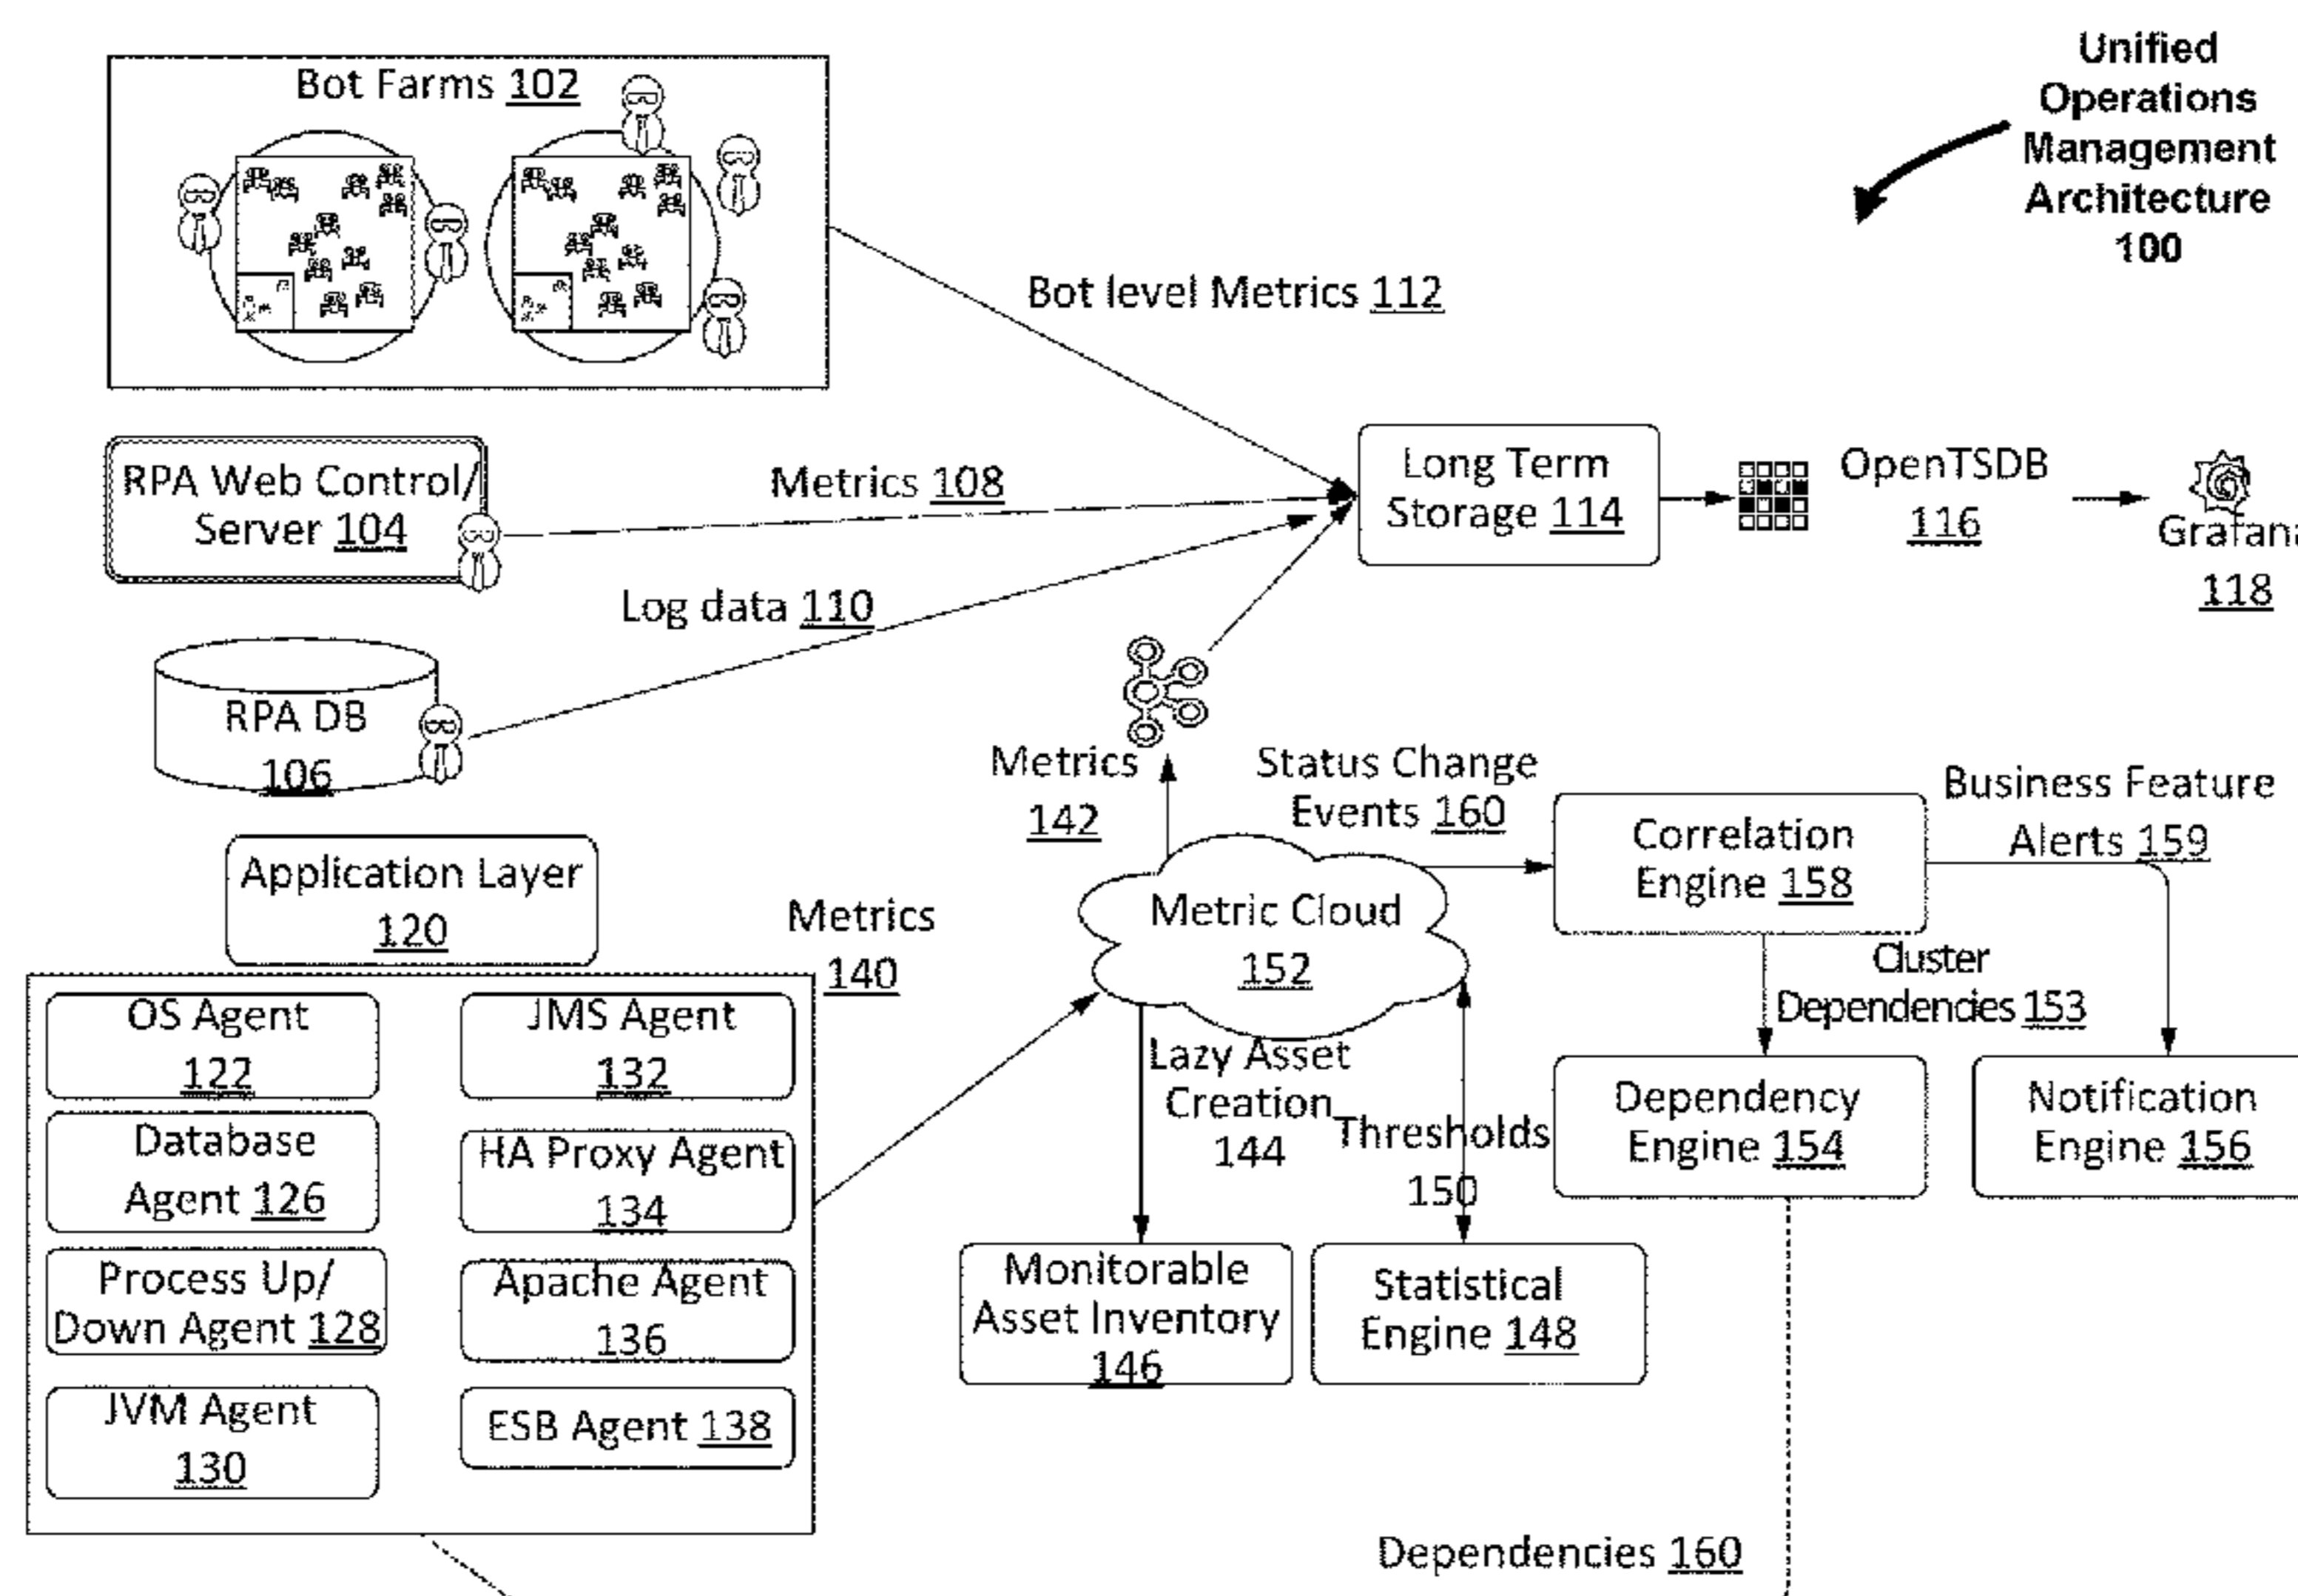 Unified
Operations
Management
Architecture
100
Bot Farms 102
Bot level Metrics 112
RPA Web Control/
Server 104
Metrics 108
Long Term
Storage 114
OpenTSDB
116
Grafana
118
Log data 110
RPA DB
106
Metrics
142
Status Change
Events 160
Business Feature
Alerts 159
Correlation
Engine 158
Application Layer
120
Metrics
140
Metric Cloud
152
Cluster
Dependencies 153
OS Agent
122
JMS Agent
132
Lazy Asset
Creation
144
Thresholds
150
Dependency
Engine 154
Notification
Engine 156
Database
Agent 126
HA Proxy Agent
134
Process Up/
Down Agent 128
Apache Agent
136
Monitorable
Asset Inventory
146
Statistical
Engine 148
JVM Agent
130
ESB Agent 138
Dependencies 160